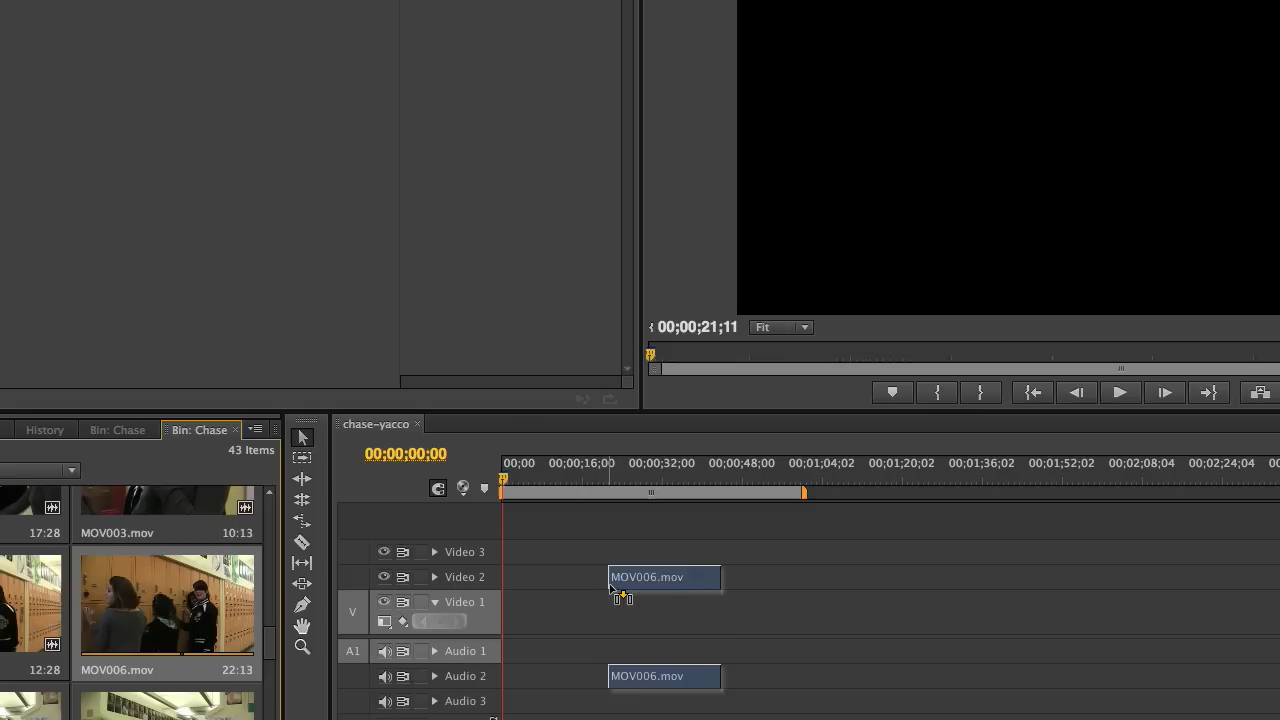 00;00;21;11 Fit
History Bin: Chase Bin: Chase
43 Items
chase-yacco
00;00;00;00
00;00 00;00;16;00 00;00;32;00 00;00;48;00 00;01;04;02 00;01;20;02 00;01;36;02 00;01;52;02 00;02;08;04 00;02;24;04
17:28 MOV003.mov 10:13
Video 3
Video 2 MOV006.mov
V Video 1
A1 Audio 1
12:28 MOV006.mov 22:13
Audio 2 MOV006.mov
Audio 3